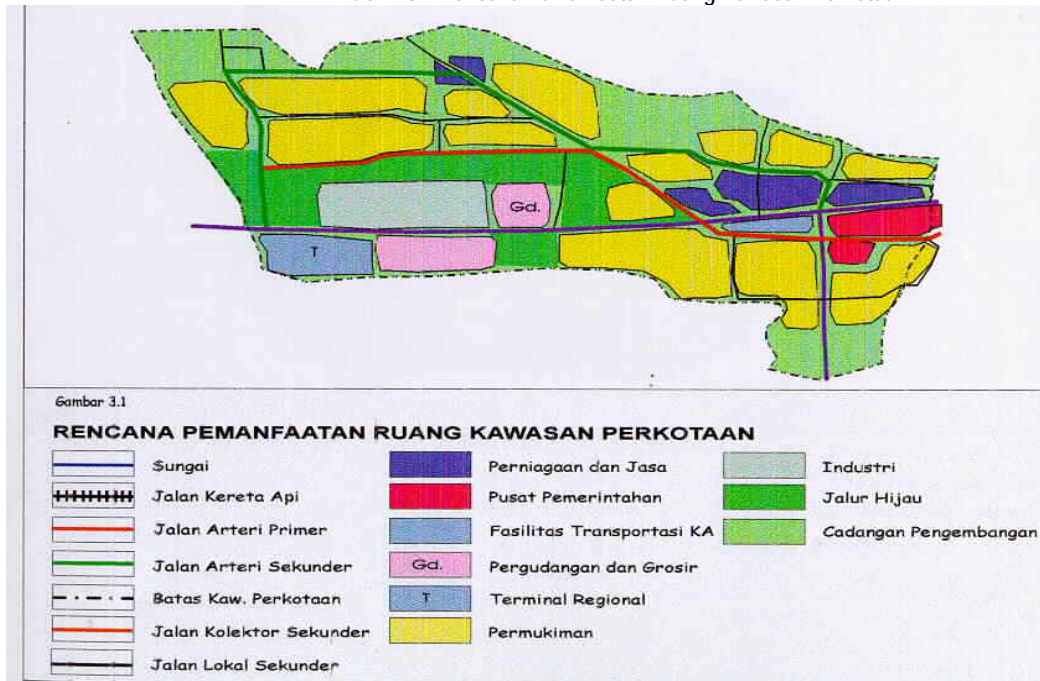 Gd.
T
Gambar 3.1
RENCANA PEMANFAATAN RUANG KAWASAN PERKOTAAN
Sungai
Jalan Kereta Api
Jalan Arteri Primer
Jalan Arteri Sekunder
Batas Kaw. Perkotaan
Jalan Kolektor Sekunder
Jalan Lokal Sekunder
Perniagaan dan Jasa
Pusat Pemerintahan
Fasilitas Transportasi KA
Gd. Pergudangan dan Grosir
T Terminal Regional
Permukiman
Industri
Jalur Hijau
Cadangan Pengembangan